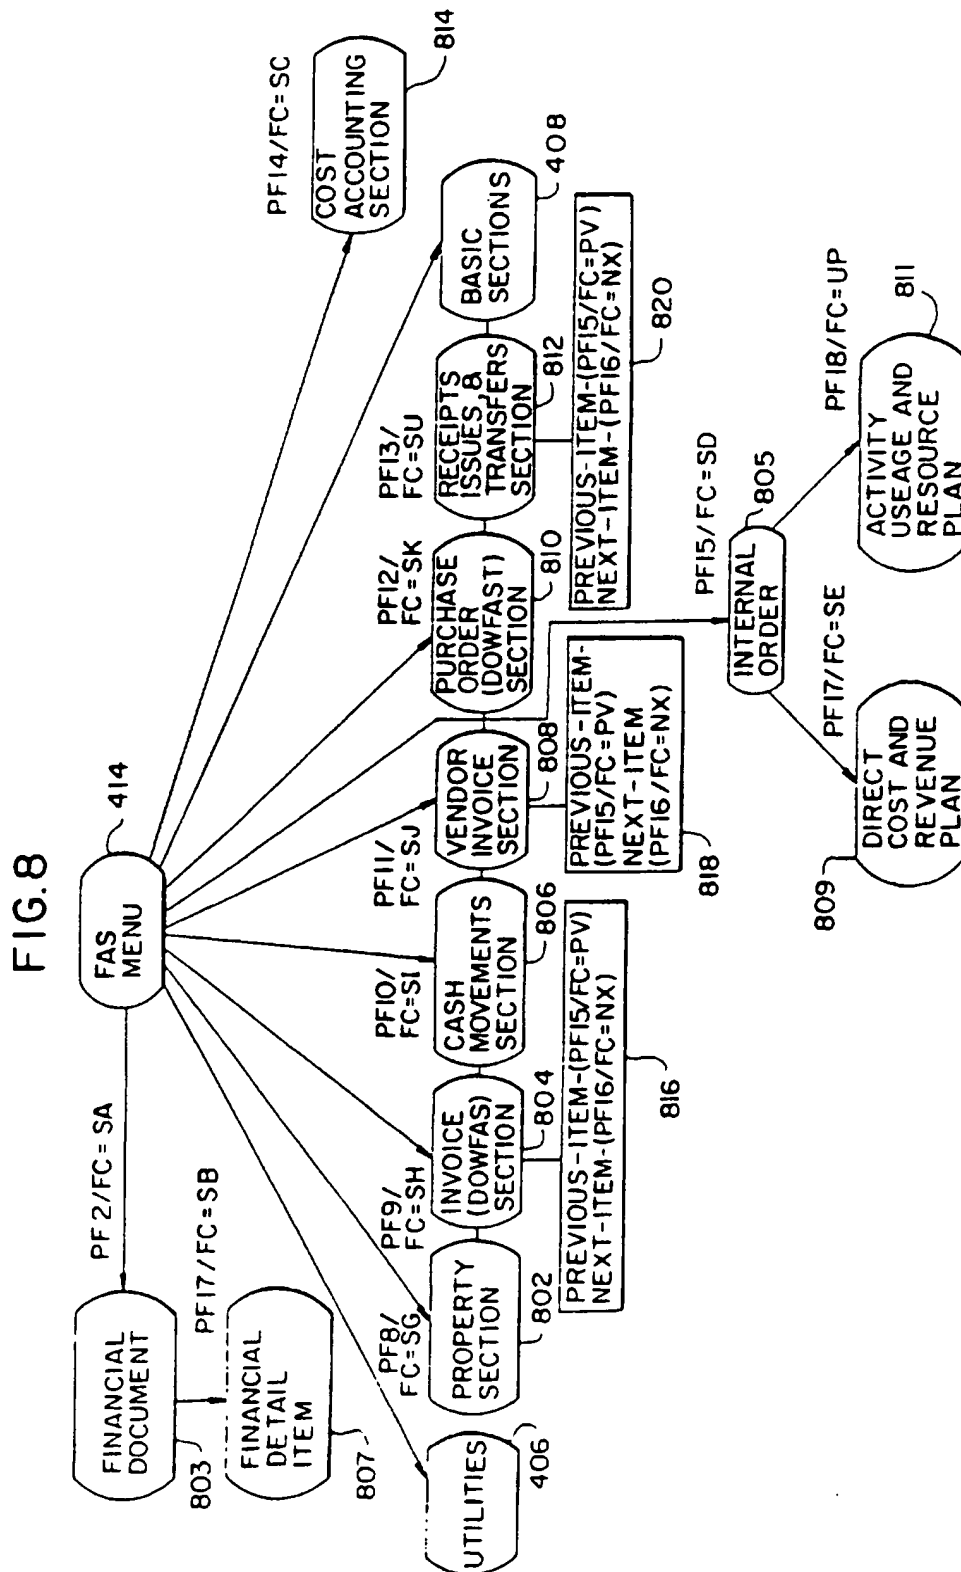 FIG.8
FAS
MENU
414
PF2/FC=SA
FINANCIAL
DOCUMENT
803
PF17/FC=SB
FINANCIAL
DETAIL
ITEM
807
PF14/FC=SC
COST
ACCOUNTING
SECTION
814
UTILITIES
406
PF8/
FC=SG
PROPERTY
SECTION
802
PF9/
FC=SH
INVOICE
(DOWFAS)
SECTION
804
PF10/
FC=SI
CASH
MOVEMENTS
SECTION
806
PF11/
FC=SJ
VENDOR
INVOICE
SECTION
808
PF12/
FC=SK
PURCHASE
ORDER
(DOWFAST)
SECTION
810
PF13/
FC=SU
RECEIPTS
ISSUES,&
TRANSFERS
SECTION
812
BASIC
SECTIONS
408
PREVIOUS-ITEM-(PF15/FC=PV)
NEXT-ITEM-(PF16/FC=NX)
816
PREVIOUS-ITEM-
(PF15/FC=PV)
NEXT-ITEM
(PF16/FC=NX)
818
PREVIOUS-ITEM-(PF15/FC=PV)
NEXT-ITEM-(PF16/FC=NX)
820
PF15/FC=SD
INTERNAL
ORDER
805
PF17/FC=SE
DIRECT
COST AND
REVENUE
PLAN
809
PF18/FC=UP
ACTIVITY
USEAGE AND
RESOURCE
PLAN
811